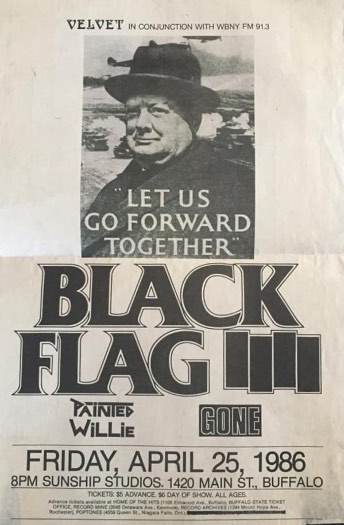 VELVET IN CONJUNCTION WITH WBNY FM 91.3
"LET US
GO FORWARD
TOGETHER"
BLACK
FLAG
PAINTED
WILLIE
GONE
FRIDAY, APRIL 25, 1986
8PM SUNSHIP STUDIOS. 1420 MAIN ST., BUFFALO
TICKETS: $5 ADVANCE. $6 DAY OF SHOW. ALL AGES.
Advance tickets available at HOME OF THE HITS (1105 Elmwood Ave., Buffalo), BUFFALO STATE TICKET
OFFICE, RECORD MINE (Delaware Ave., Kenmore), RECORD ARCHIVES (Mount Hope Ave.,
Rochester), POPTONES (Queen St., Niagara Falls, Ont.)